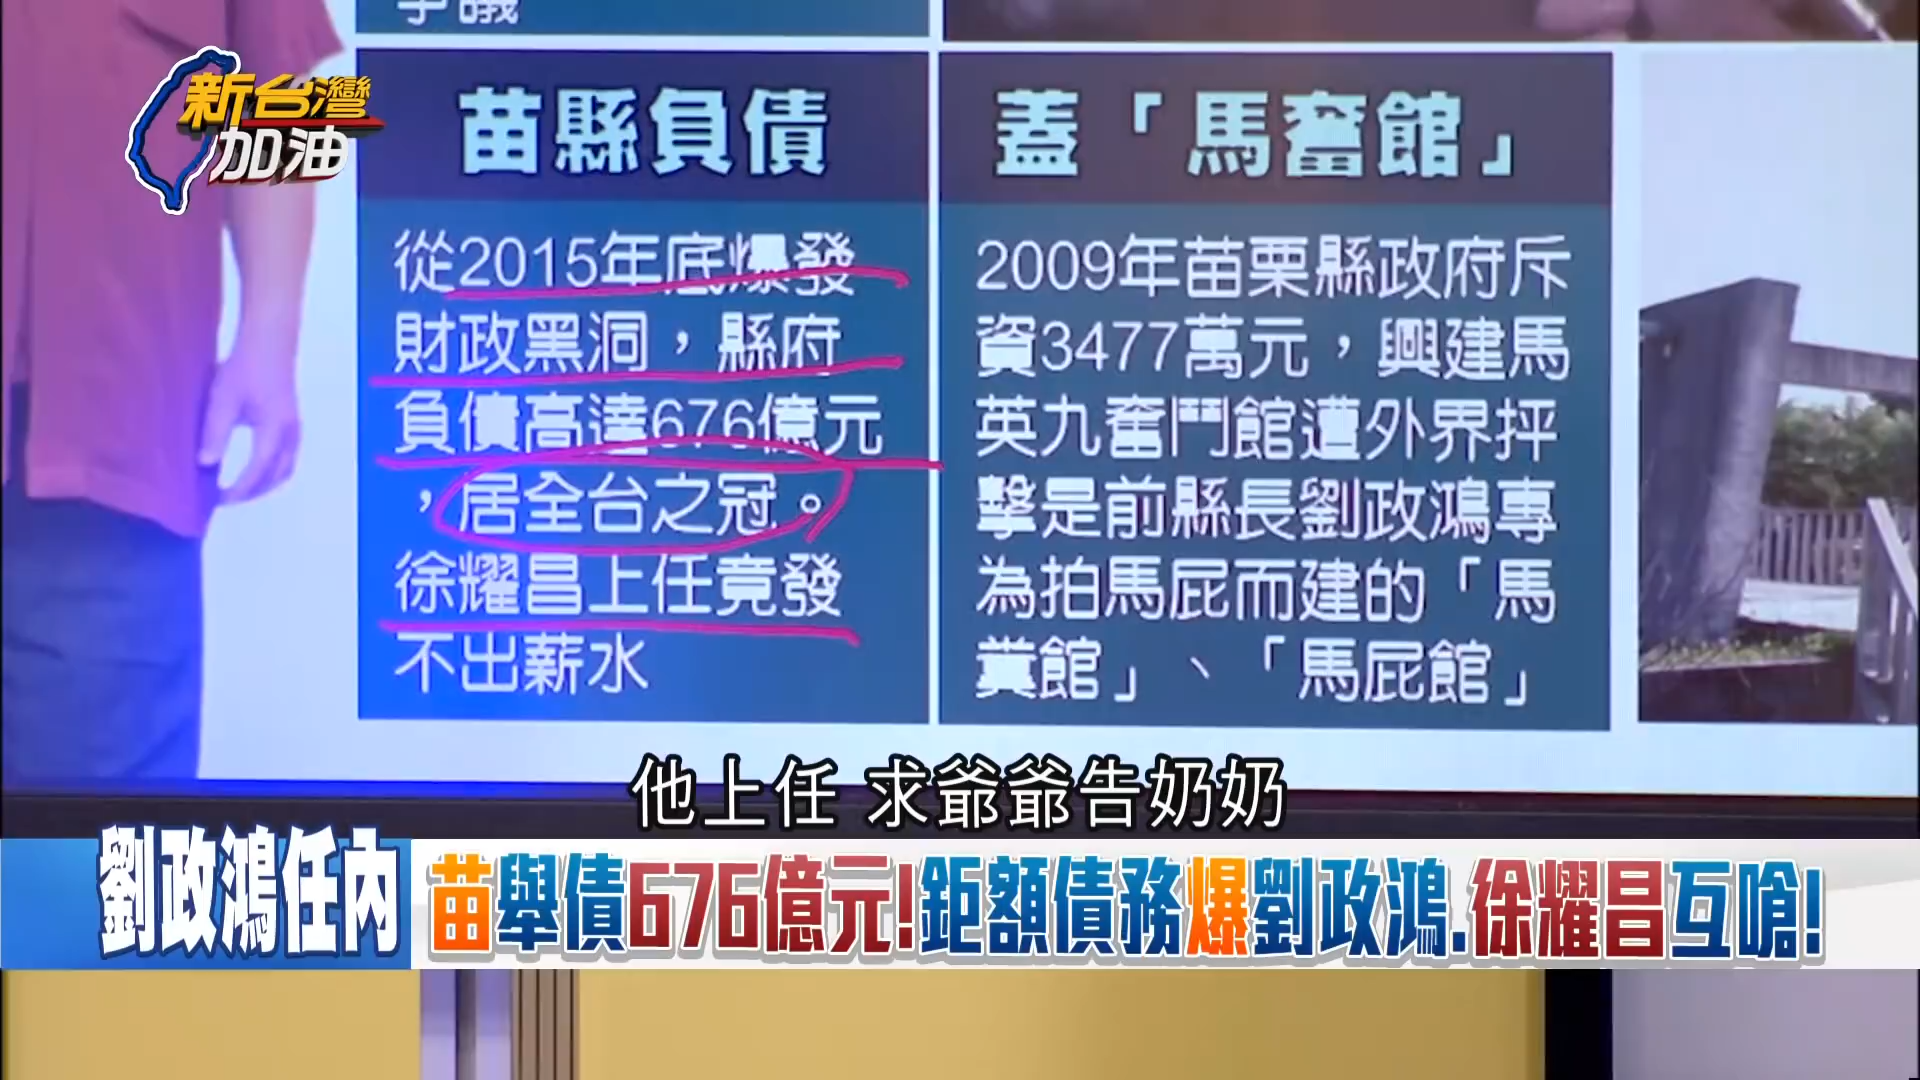 新台灣
加油
苗縣負債
從2015年底爆發
財政黑洞，縣府
負債高達676億元
，居全台之冠。
徐耀昌上任竟發
不出薪水
蓋「馬奮館」
2009年苗栗縣政府斥
資3477萬元，興建馬
英九奮鬥館遭外界抨
擊是前縣長劉政鴻專
為拍馬屁而建的「馬
糞館」、「馬屁館」
他上任 求爺爺告奶奶
劉政鴻任內
苗舉債676億元!鉅額債務爆劉政鴻.徐耀昌互嗆!